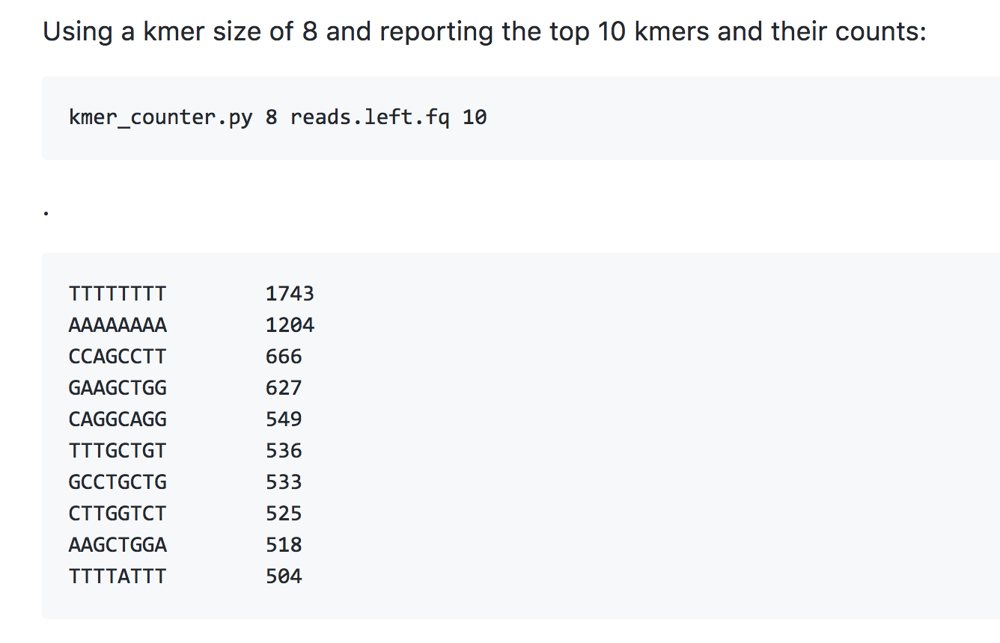 Using a kmer size of 8 and reporting the top 10 kmers and their counts:
kmer_counter.py 8 reads.left.fq 10
.
TTTTTTTT 1743
AAAAAAAA 1204
CCAGCCTT 666
GAAGCTGG 627
CAGGCAGG 549
TTTGCTGT 536
GCCTGCTG 533
CTTGGTCT 525
AAGCTGGA 518
TTTTATTT 504